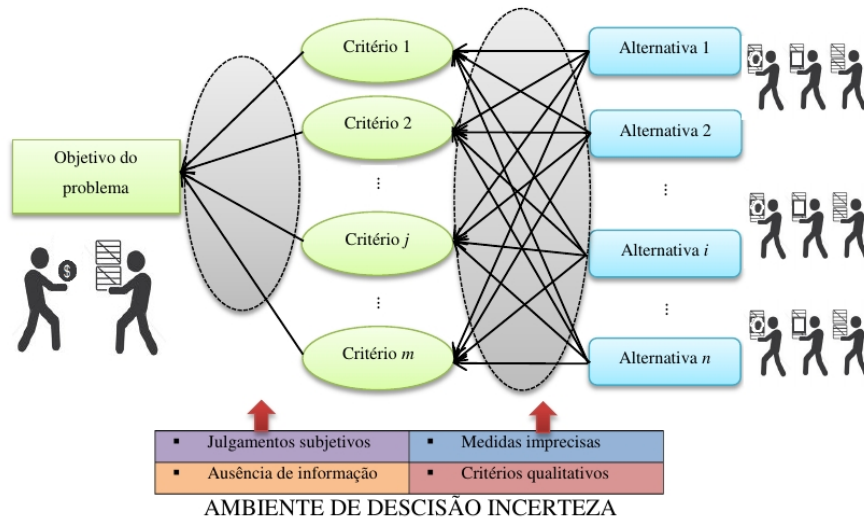 Critério 1
Alternativa 1
Critério 2
Alternativa 2
Objetivo do
problema
...
...
Critério j
Alternativa i
$
...
...
Critério m
Alternativa n
▪ Julgamentos subjetivos
▪ Medidas imprecisas
▪ Ausência de informação
▪ Critérios qualitativos
AMBIENTE DE DESCISÃO INCERTEZA